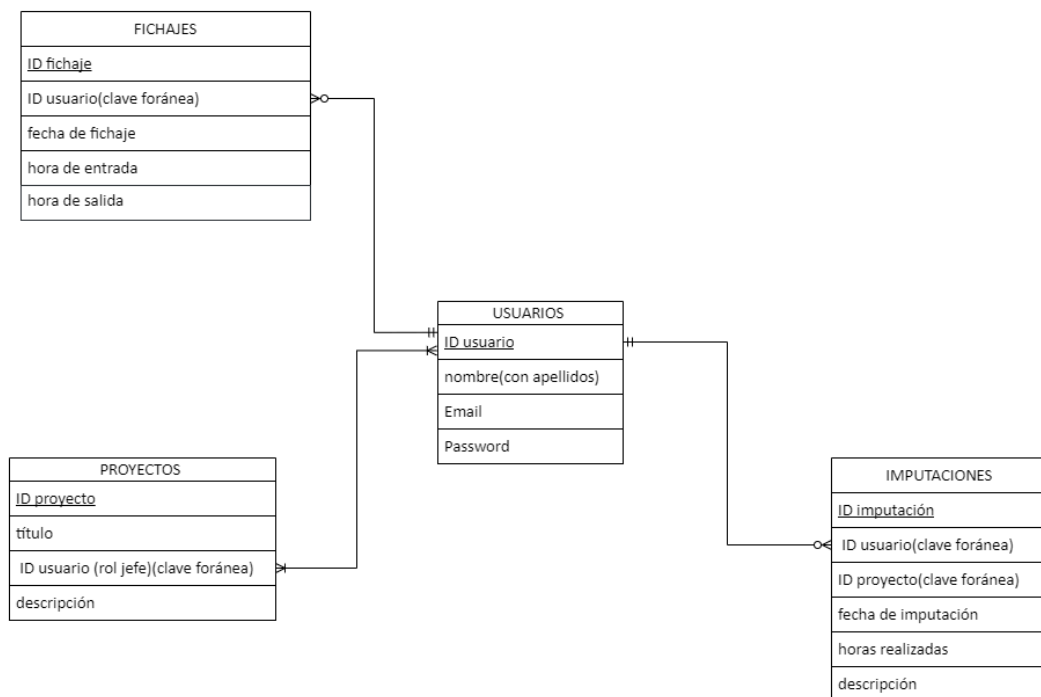 FICHAJES
ID fichaje
ID usuario(clave foránea)
fecha de fichaje
hora de entrada
hora de salida
USUARIOS
ID usuario
nombre(con apellidos)
Email
Password
PROYECTOS
ID proyecto
título
ID usuario (rol jefe)(clave foránea)
descripción
IMPUTACIONES
ID imputación
ID usuario(clave foránea)
ID proyecto(clave foránea)
fecha de imputación
horas realizadas
descripción